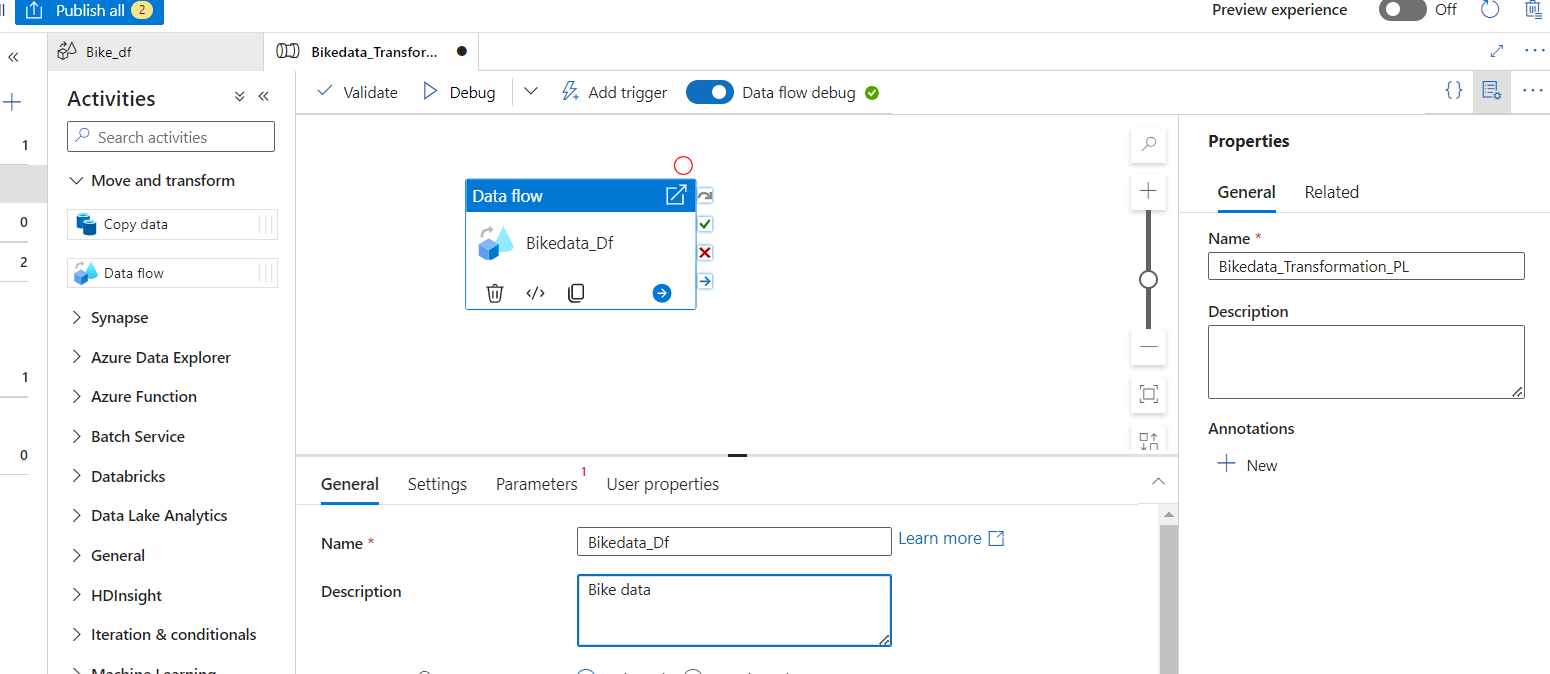 Publish all 2
Preview experience Off
Bike_df
Bikedata_Transfor...
Activities
Validate
Debug
Add trigger
Data flow debug
{}
Search activities
1
0
2
1
0
Move and transform
Copy data
Data flow
Synapse
Azure Data Explorer
Azure Function
Batch Service
Databricks
Data Lake Analytics
General
HDInsight
Iteration & conditionals
Machine Learning
Data flow
Bikedata_Df
General
Settings
Parameters 1
User properties
Name *
Bikedata_Df
Learn more
Description
Bike data
Properties
General
Related
Name *
Bikedata_Transformation_PL
Description
Annotations
New